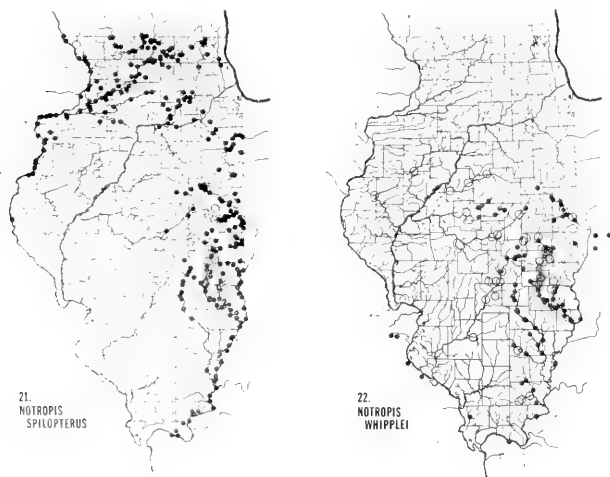 21.
NOTROPIS
SPILOPTERUS
22.
NOTROPIS
WHIPPLEI